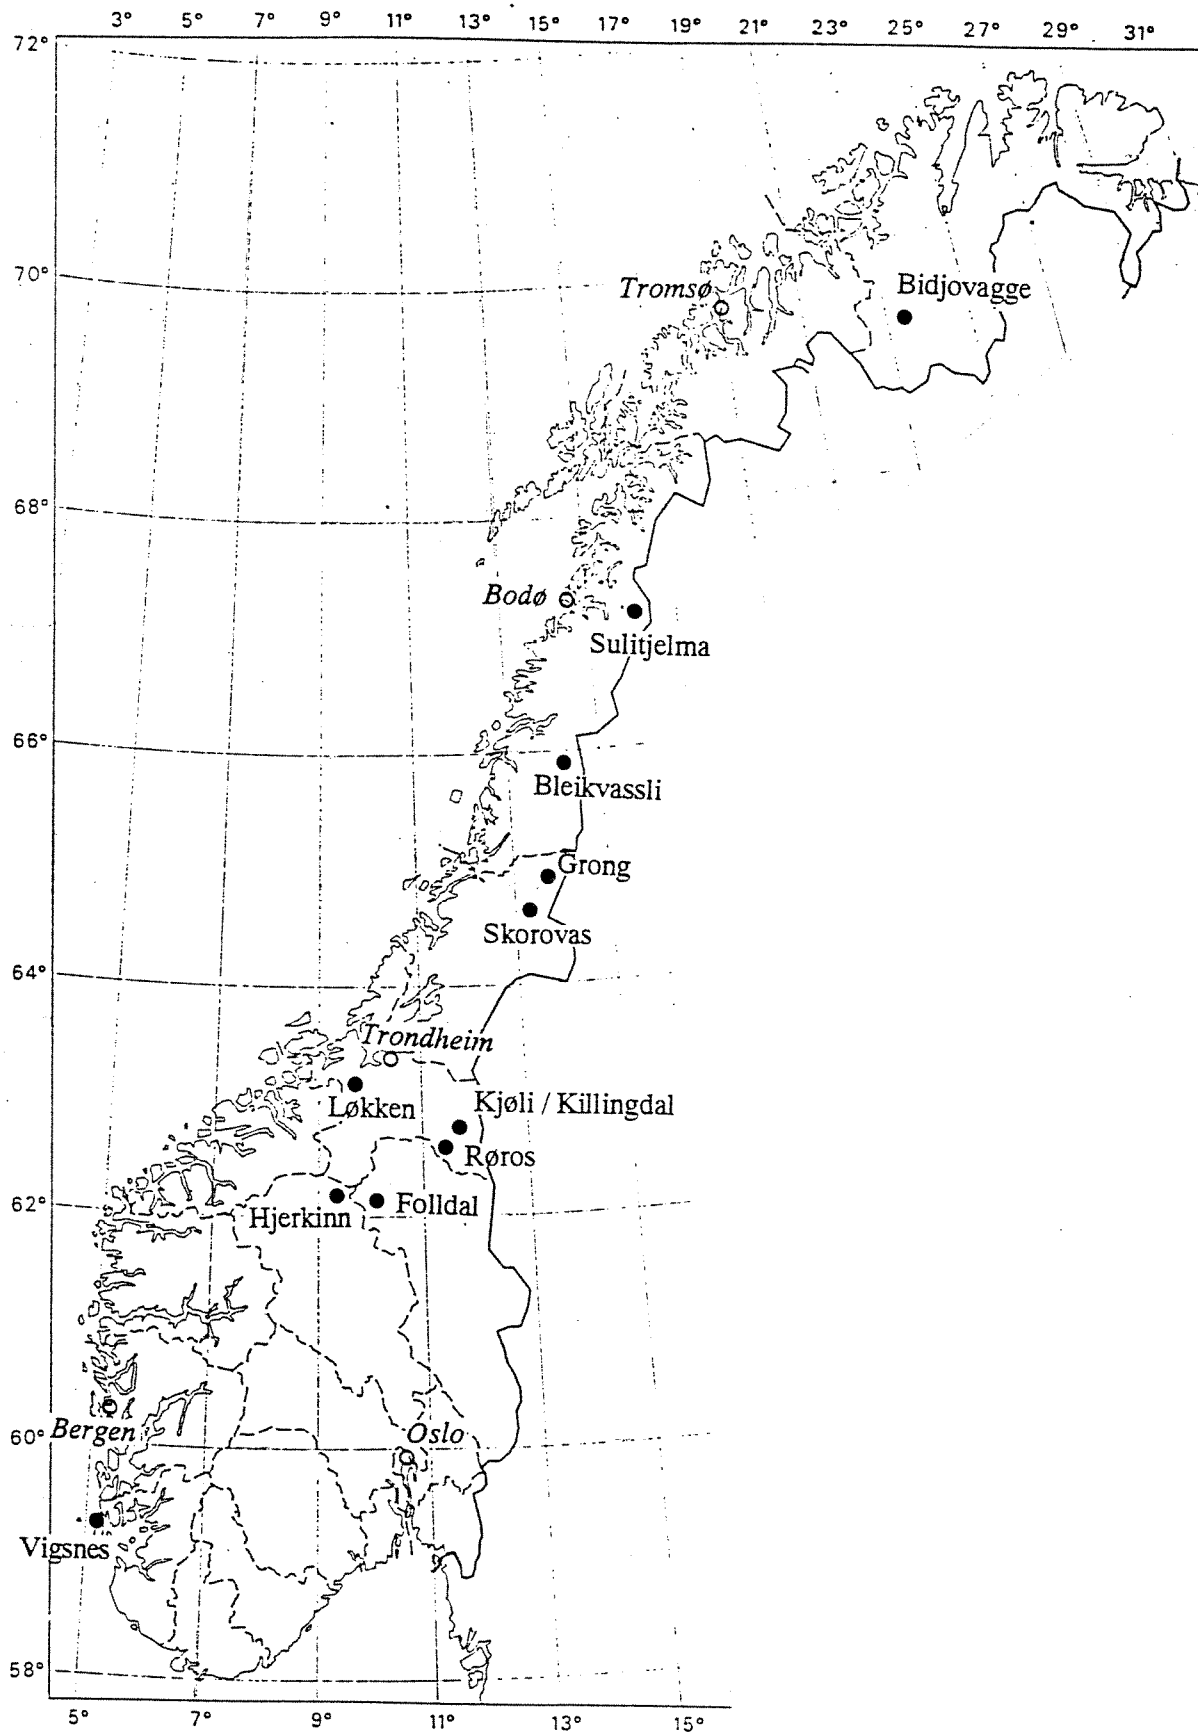 3° 5° 7° 9° 11° 13° 15° 17° 19° 21° 23° 25° 27° 29° 31°
72°
70°
Tromsø
Bidjovagge
68°
Bodø
Sulitjelma
66°
Bleikvassli
Grong
Skorovas
64°
Trondheim
Løkken
Kjøli / Killingdal
Røros
62°
Hjerkinn
Folldal
Bergen
60°
Oslo
Vigsnes
58°
5° 7° 9° 11° 13° 15°